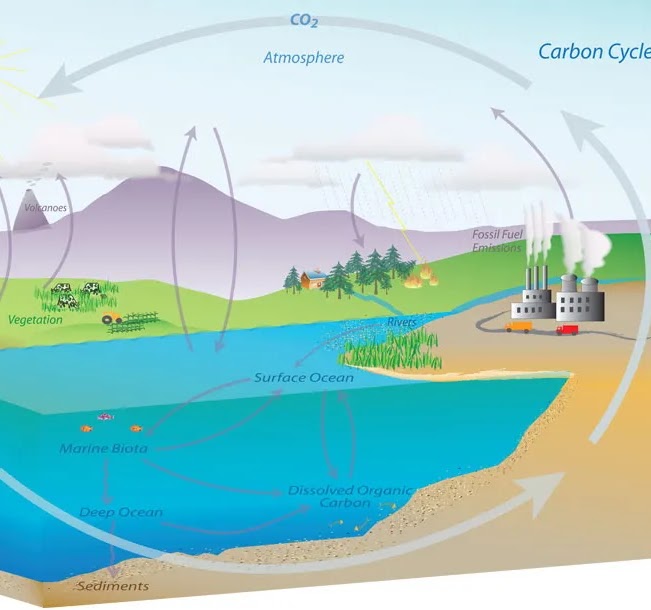 CO₂
Atmosphere
Carbon Cycle
Volcanoes
Fossil Fuel
Emissions
Vegetation
Rivers
Surface Ocean
Marine Biota
Dissolved Organic
Carbon
Deep Ocean
Sediments